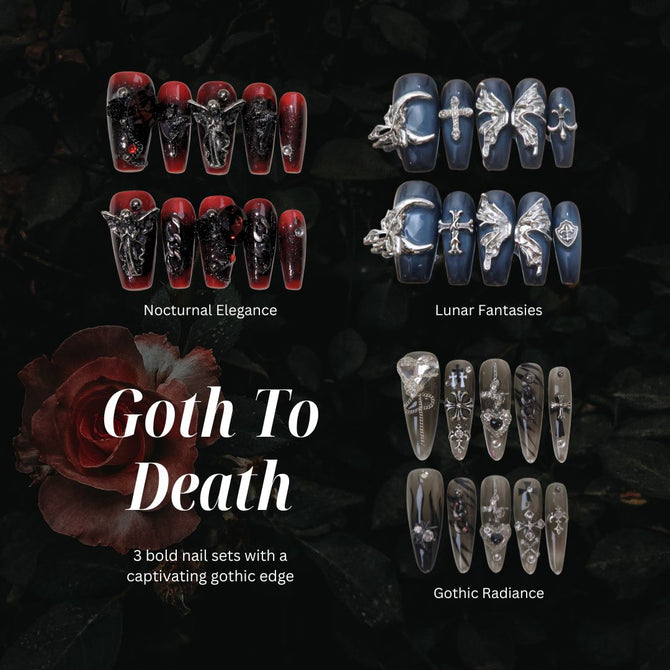 Nocturnal Elegance
Lunar Fantasies
Goth To
Death
3 bold nail sets with a
captivating gothic edge
Gothic Radiance